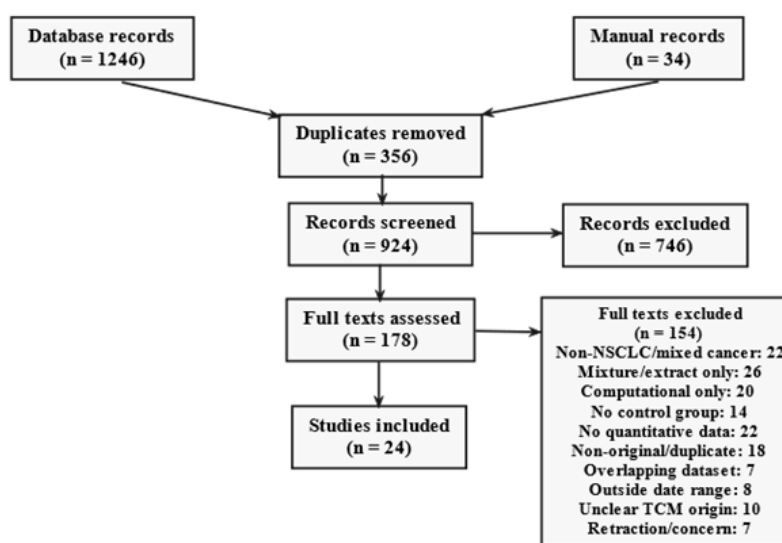 Database records
(n = 1246)
Manual records
(n = 34)
Duplicates removed
(n = 356)
Records screened
(n = 924)
Records excluded
(n = 746)
Full texts assessed
(n = 178)
Full texts excluded
(n = 154)
Non-NSCLC/mixed cancer: 22
Mixture/extract only: 26
Computational only: 20
No control group: 14
No quantitative data: 22
Non-original/duplicate: 18
Overlapping dataset: 7
Outside date range: 8
Unclear TCM origin: 10
Retraction/concern: 7
Studies included
(n = 24)